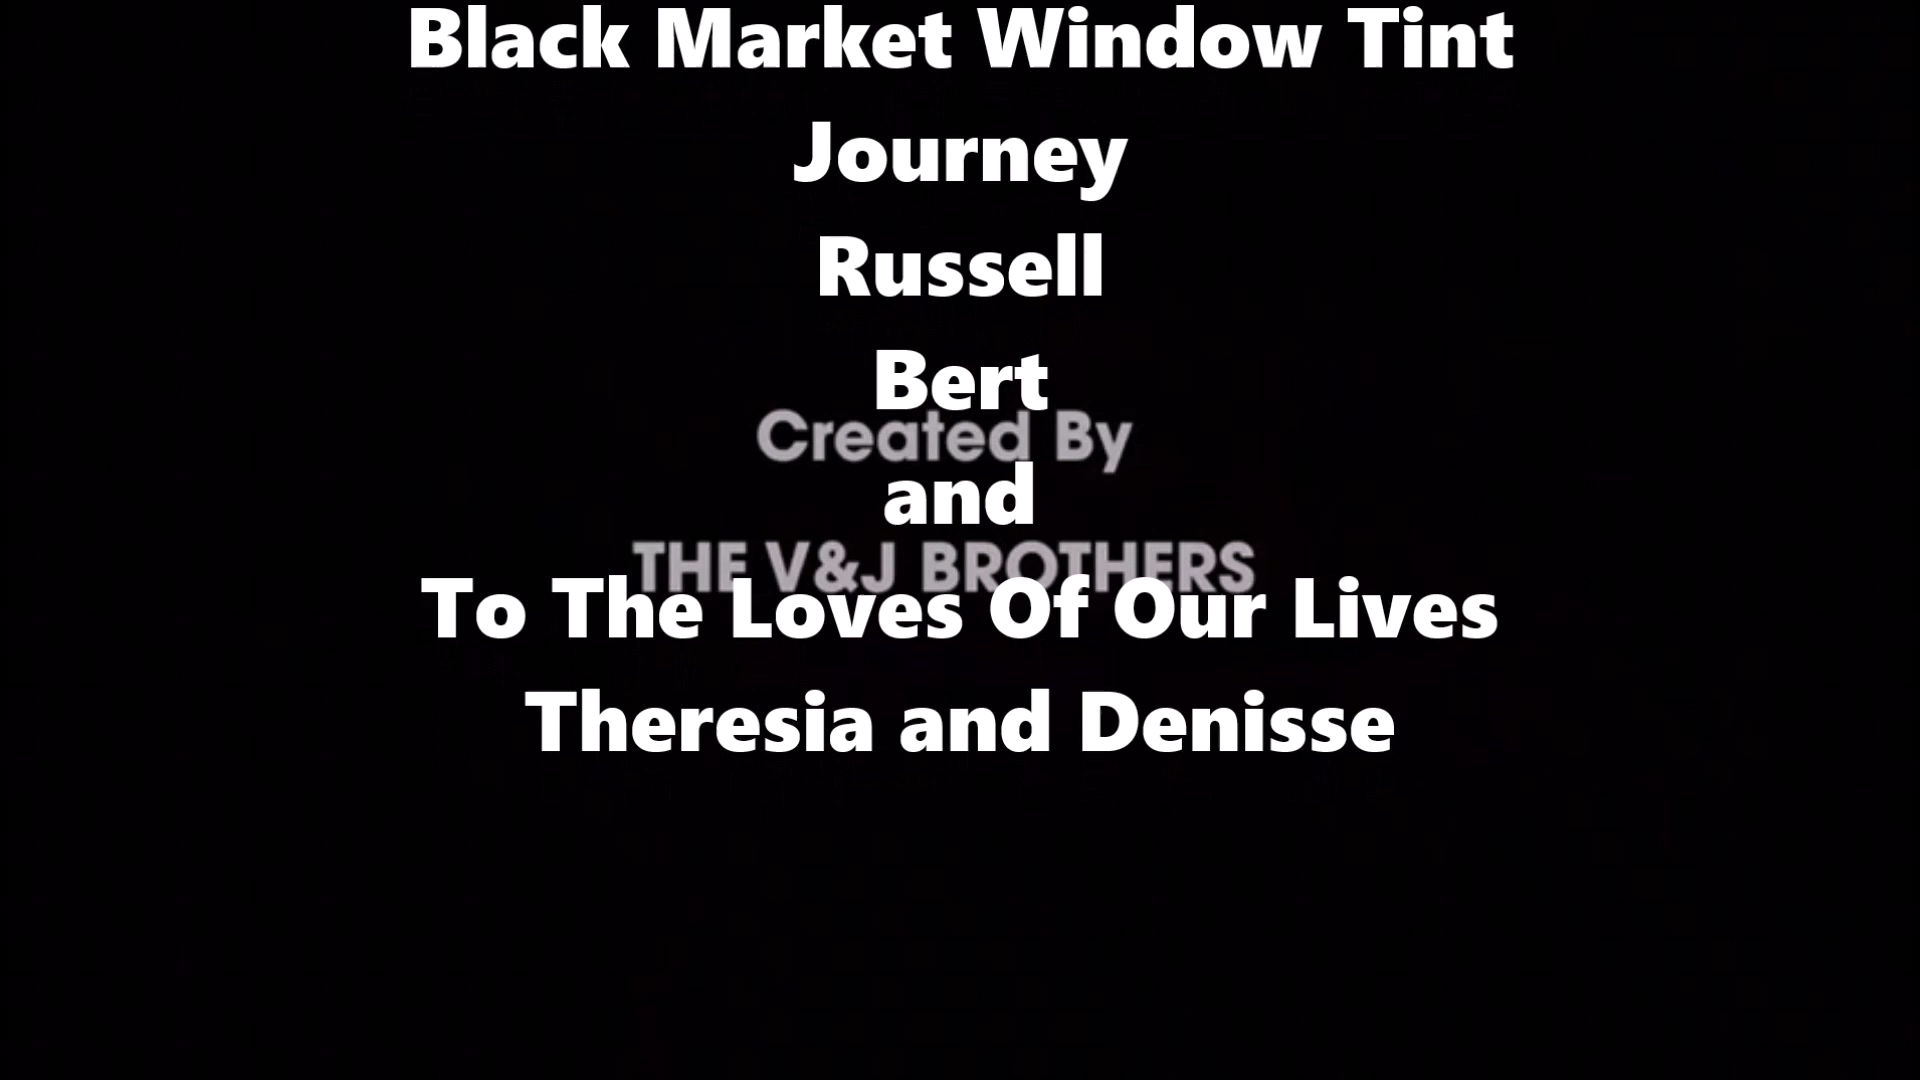 Black Market Window Tint
Journey
Russell
Bert
Created By
and
THE V&J BROTHERS
To The Loves Of Our Lives
Theresia and Denisse